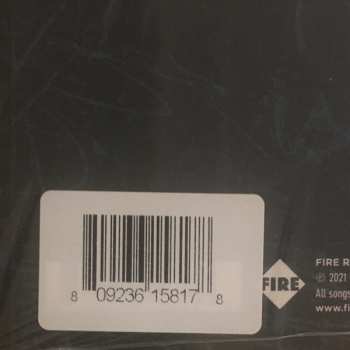 8 09236 15817 8
FIRE
FIRE R
℗ 2021
All songs
www.fi